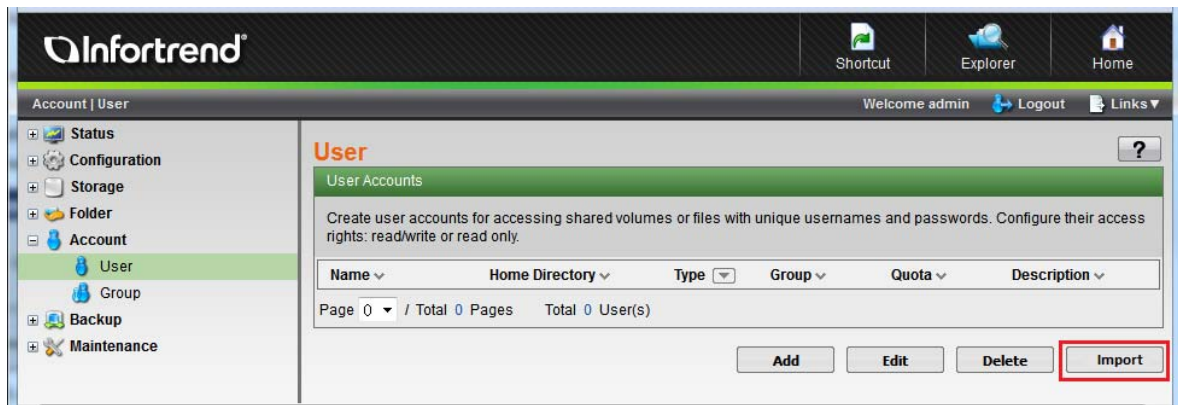 Infortrend®
Shortcut
Explorer
Home
Account | User
Welcome admin
Logout
Links▼
Status
Configuration
Storage
Folder
Account
User
Group
Backup
Maintenance
User
?
User Accounts
Create user accounts for accessing shared volumes or files with unique usernames and passwords. Configure their access
rights: read/write or read only.
Name Home Directory Type Group Quota Description
Page 0 / Total 0 Pages Total 0 User(s)
Add Edit Delete Import